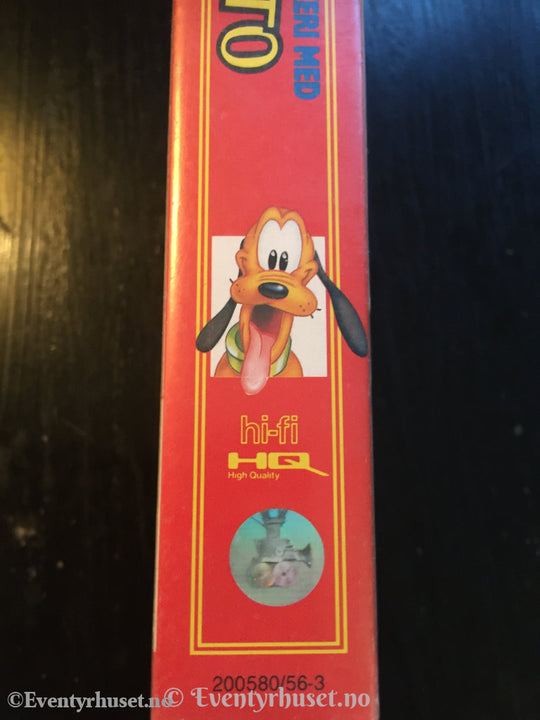 ERI MED
TO
hi-fi
HQ
High Quality
200580/56-3
©Eventyrhuset.no © Eventyrhuset.no